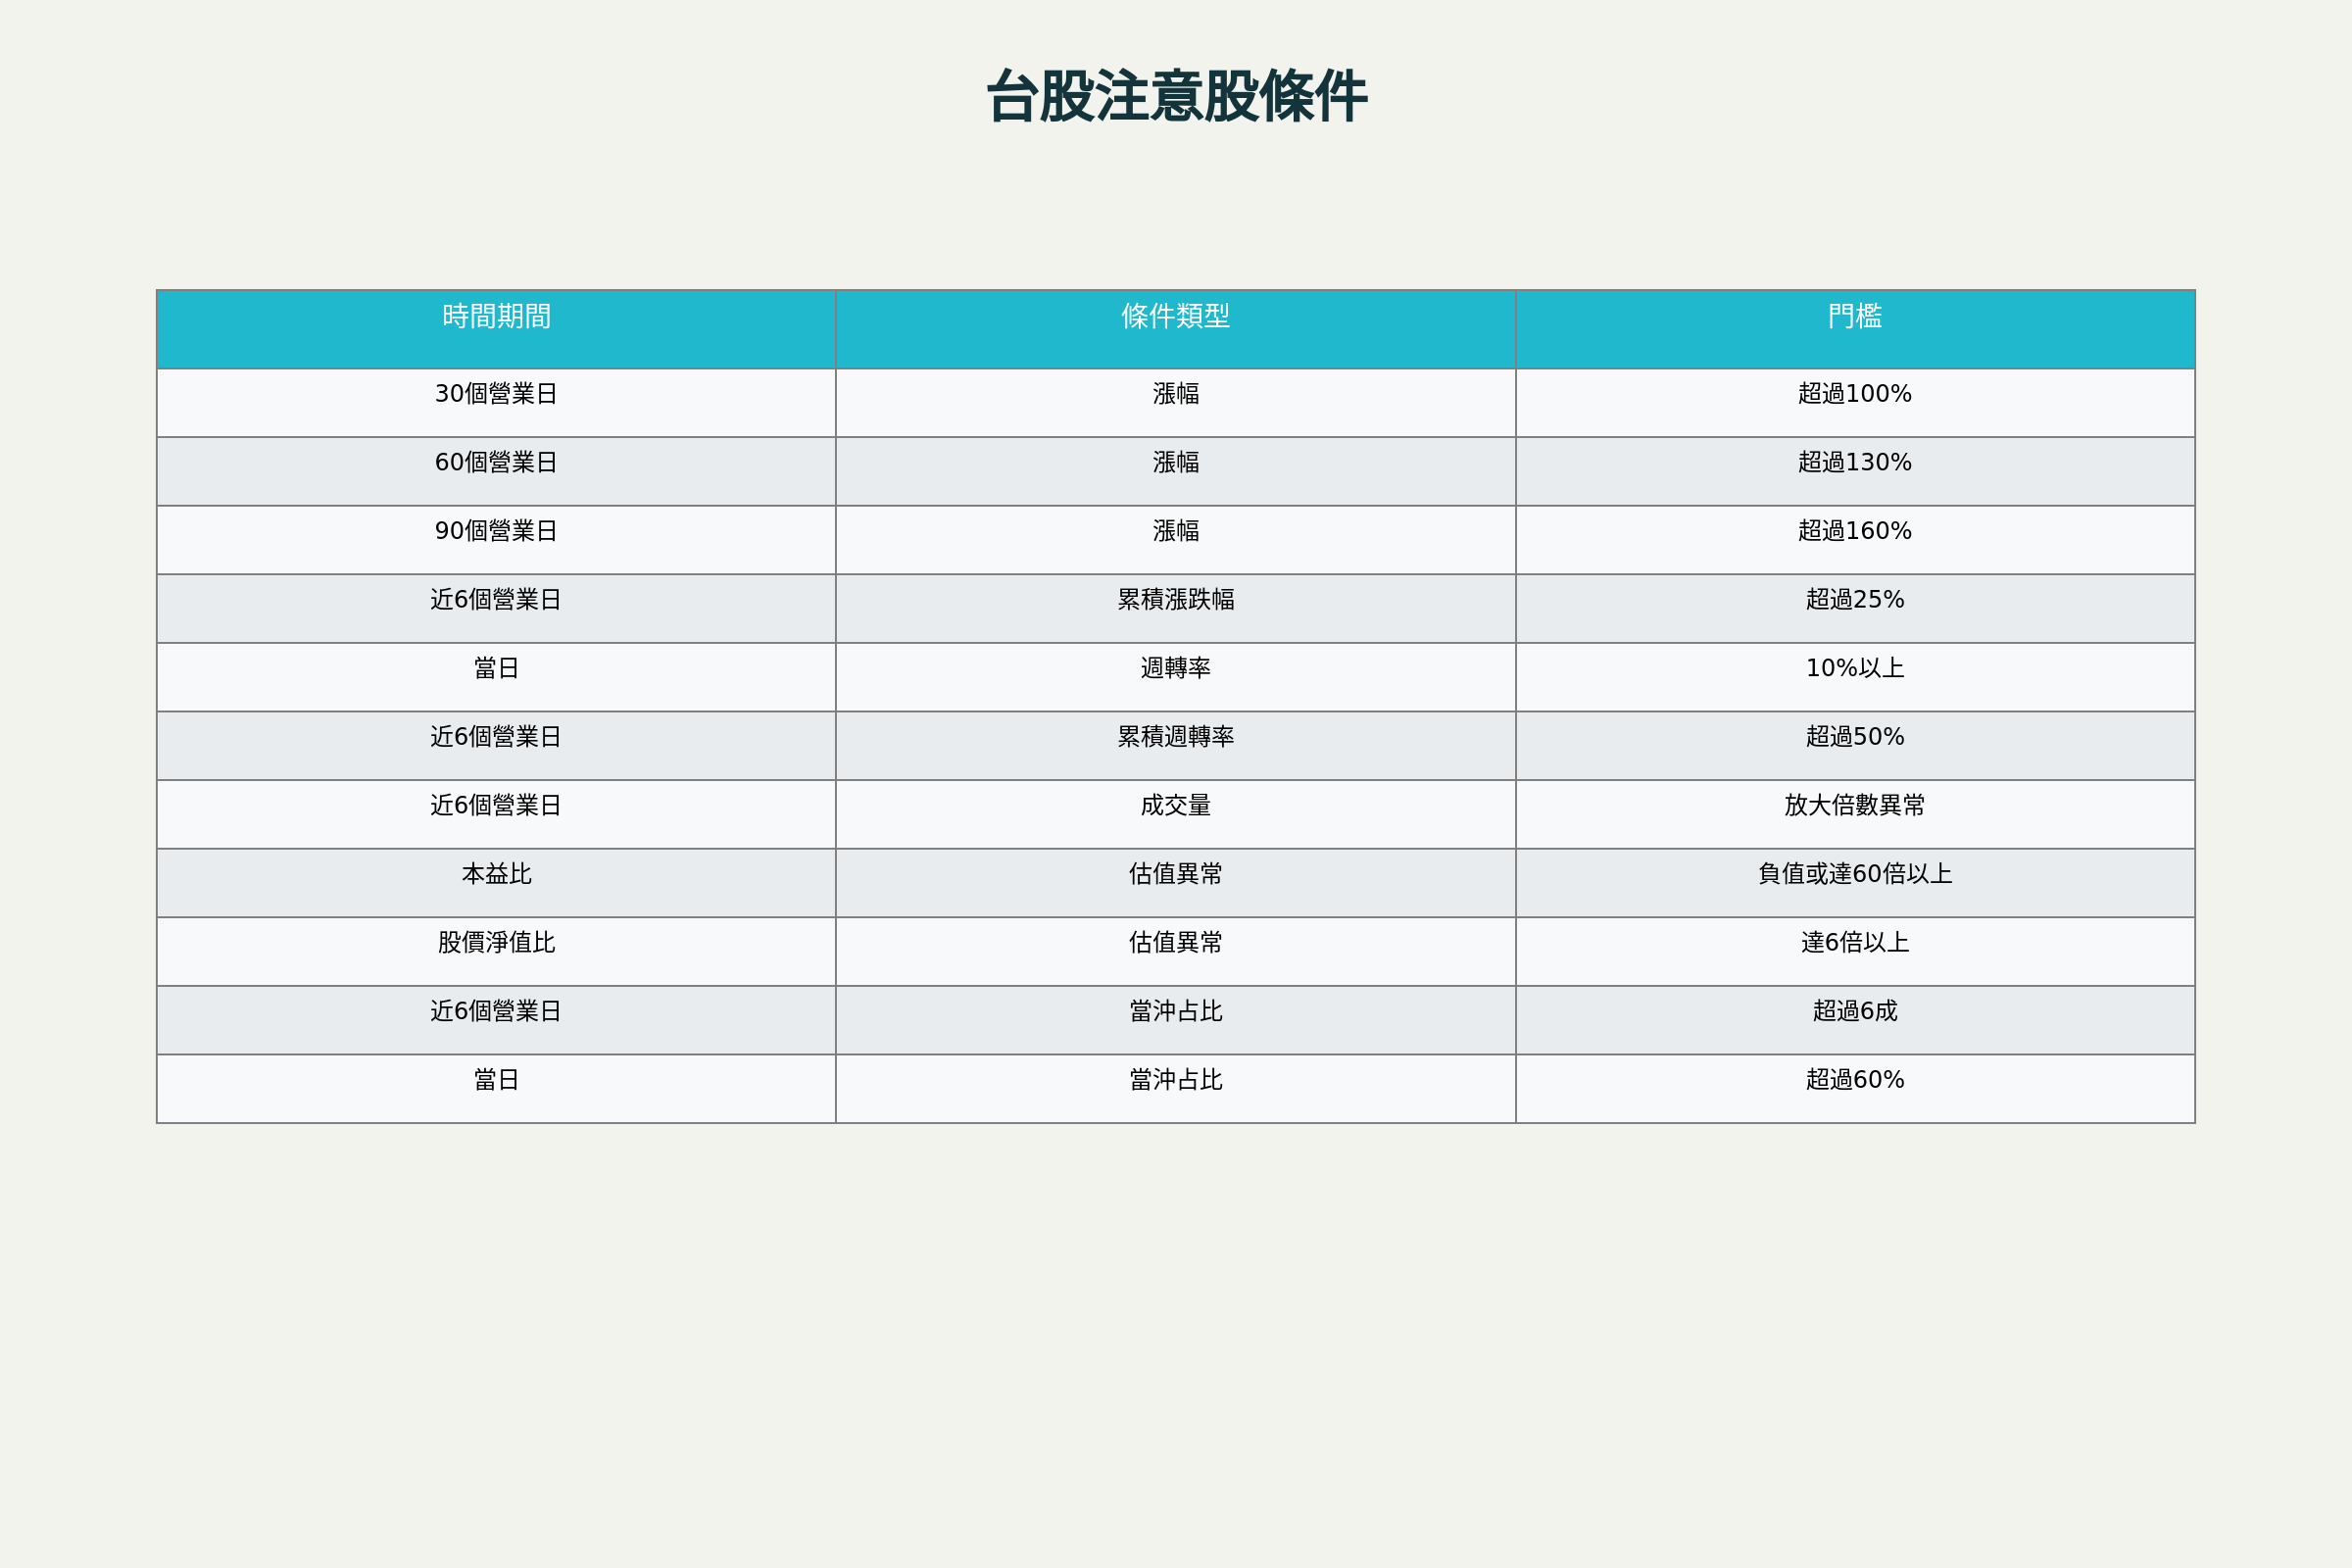 台股注意股條件
時間期間 條件類型 門檻
30個營業日 漲幅 超過100%
60個營業日 漲幅 超過130%
90個營業日 漲幅 超過160%
近6個營業日 累積漲跌幅 超過25%
當日 週轉率 10%以上
近6個營業日 累積週轉率 超過50%
近6個營業日 成交量 放大倍數異常
本益比 估值異常 負值或達60倍以上
股價淨值比 估值異常 達6倍以上
近6個營業日 當沖占比 超過6成
當日 當沖占比 超過60%